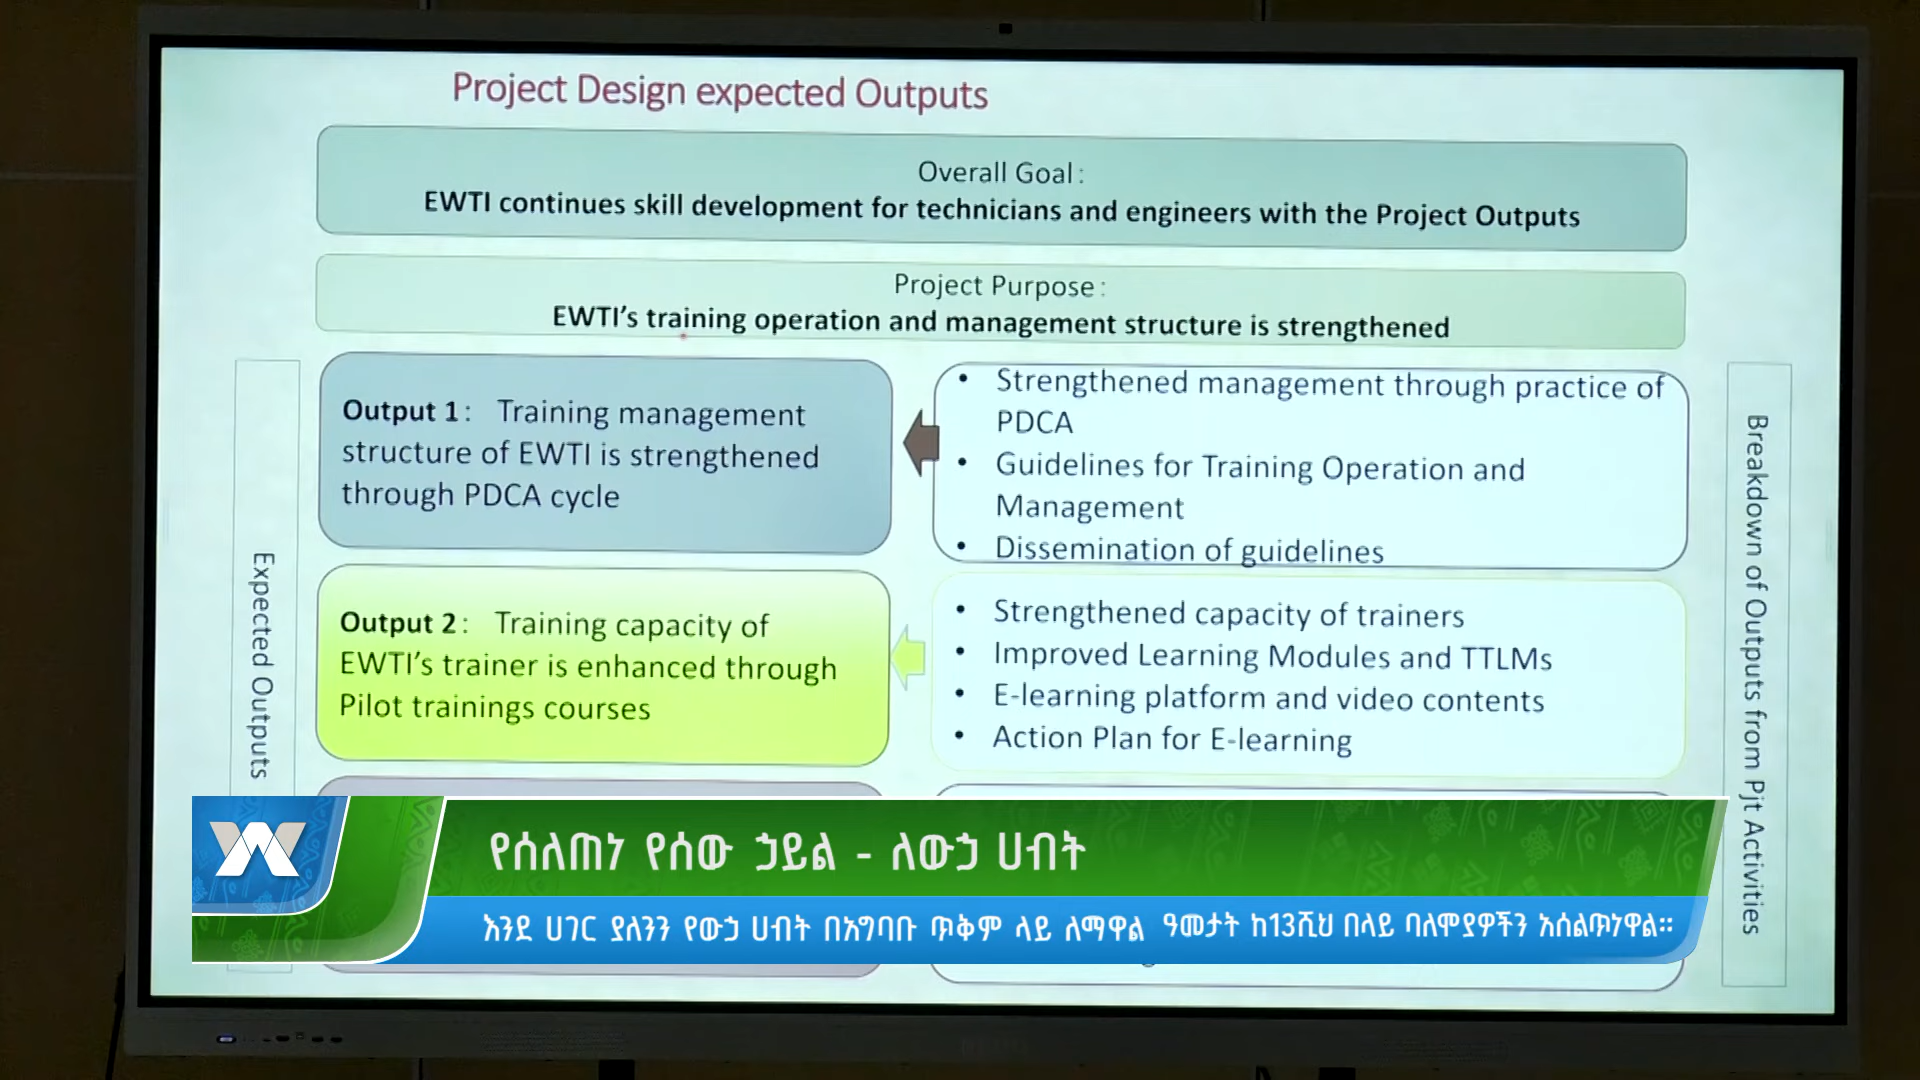 Project Design expected Outputs
Overall Goal:
EWTI continues skill development for technicians and engineers with the Project Outputs
Project Purpose:
EWTI's training operation and management structure is strengthened
Expected Outputs
Output 1: Training management
structure of EWTI is strengthened
through PDCA cycle
• Strengthened management through practice of
PDCA
• Guidelines for Training Operation and
Management
• Dissemination of guidelines
Output 2: Training capacity of
EWTI's trainer is enhanced through
Pilot trainings courses
• Strengthened capacity of trainers
• Improved Learning Modules and TTLMs
• E-learning platform and video contents
• Action Plan for E-learning
Breakdown of Outputs from Pjt Activities
የሰለጠነ የሰው ኃይል - ለውኃ ሀብት
እንደ ሀገር ያለንን የውኃ ሀብት በአግባቡ ጥቅም ላይ ለማዋል ዓመታት ከ13ሺህ በላይ ባለሞያዎችን አሰልጥነዋል።